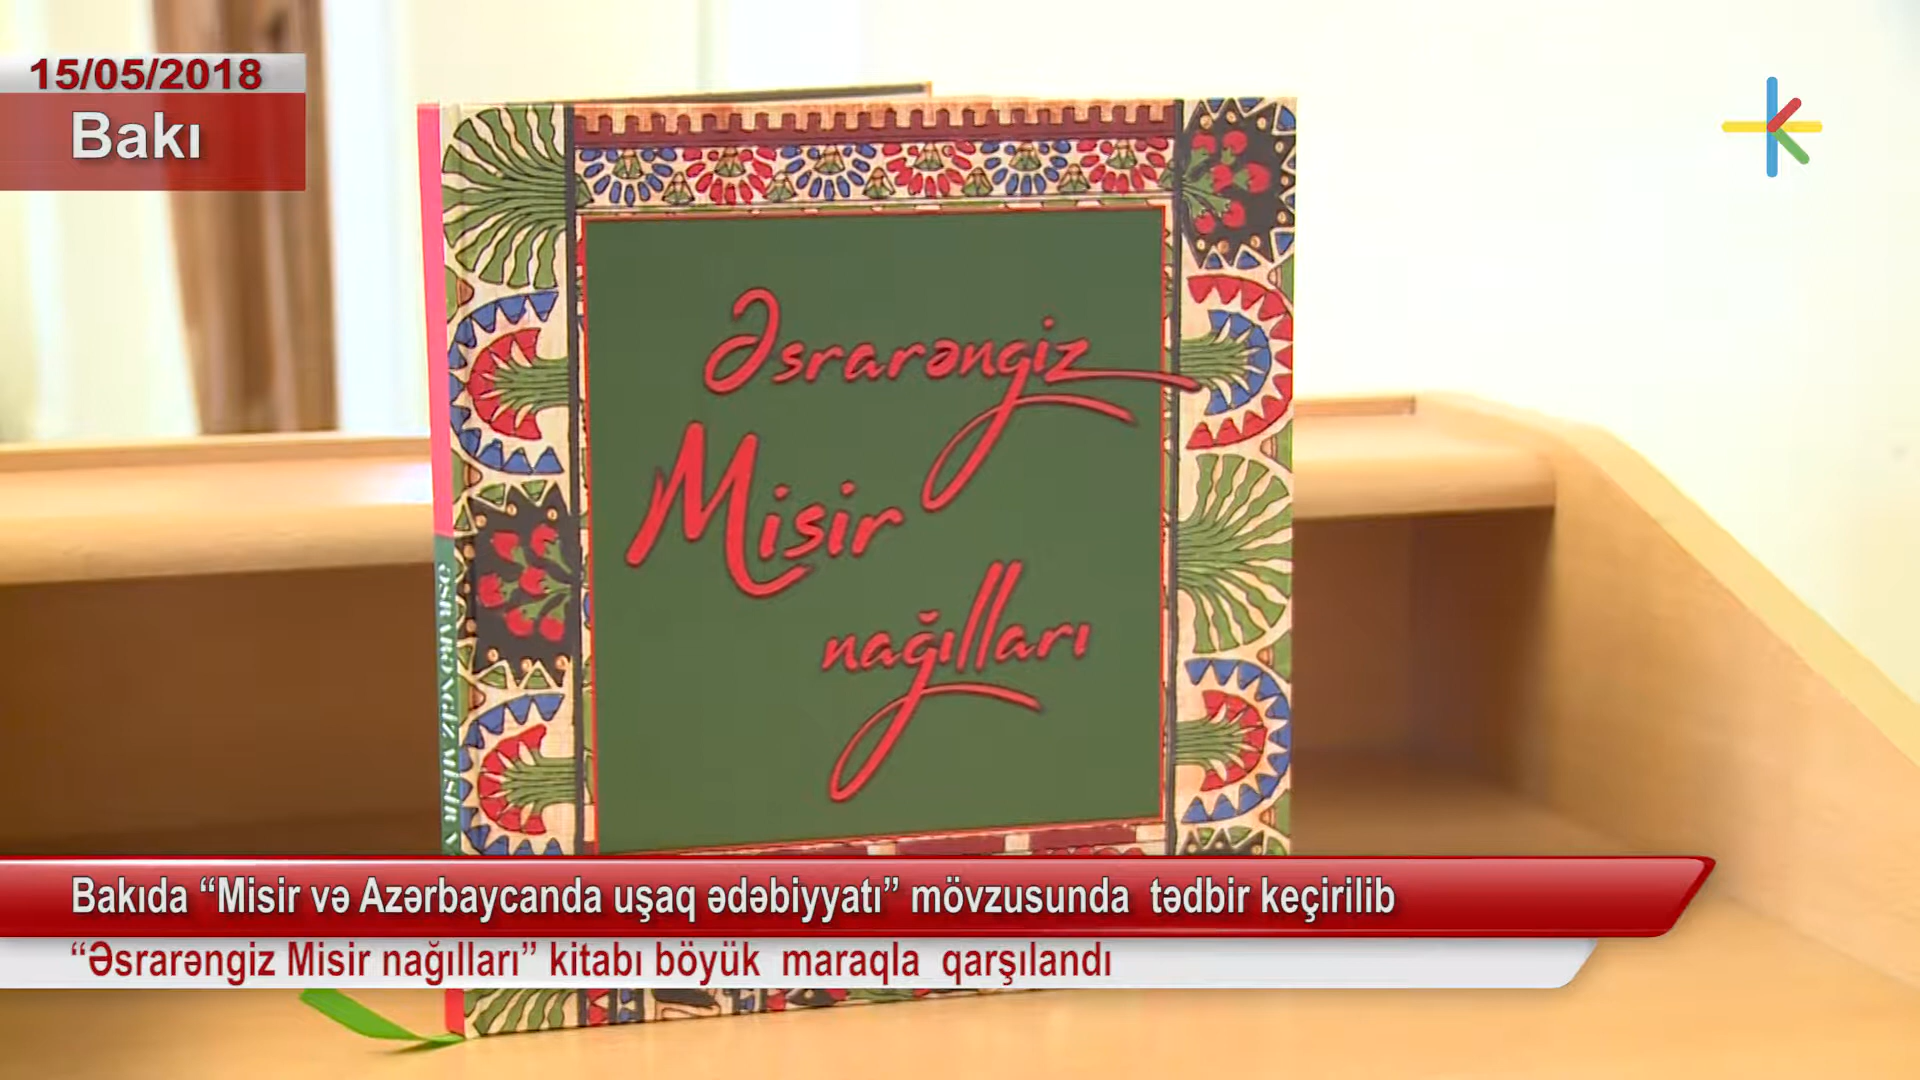 15/05/2018
Bakı
Əsrarəngiz
Misir
nağılları
Bakıda “Misir və Azərbaycanda uşaq ədəbiyyatı” mövzusunda tədbir keçirilib
“Əsrarəngiz Misir nağılları” kitabı böyük maraqla qarşılandı